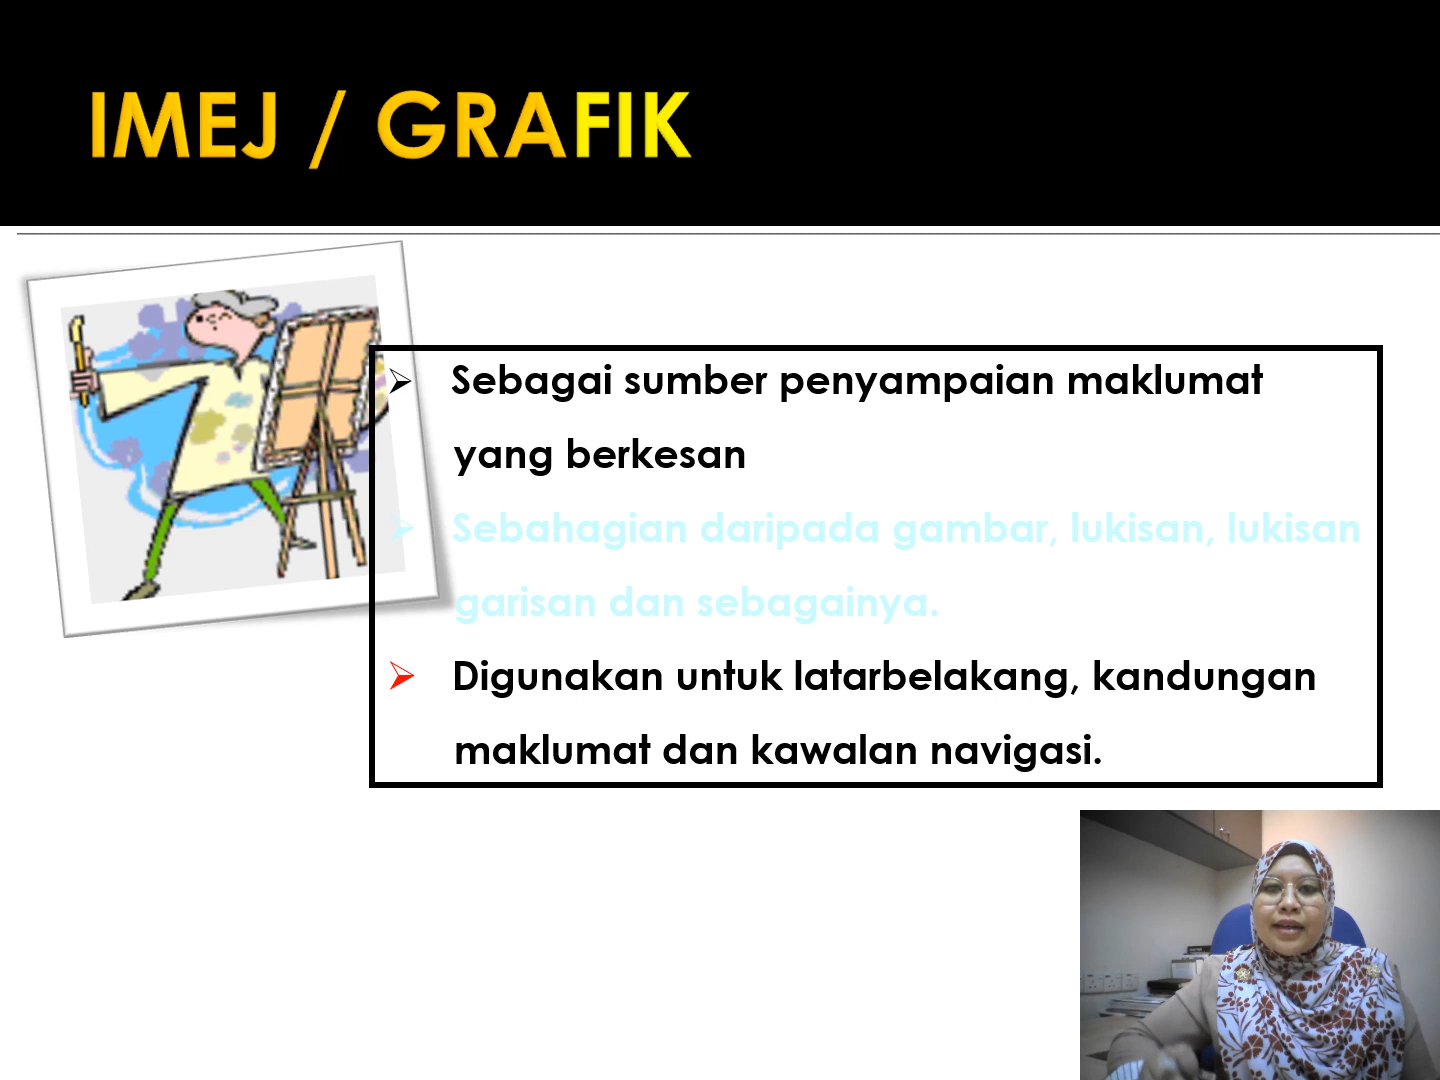 IMEJ / GRAFIK
Sebagai sumber penyampaian maklumat
yang berkesan
Sebahagian daripada gambar, lukisan, lukisan
garisan dan sebagainya.
Digunakan untuk latarbelakang, kandungan
maklumat dan kawalan navigasi.